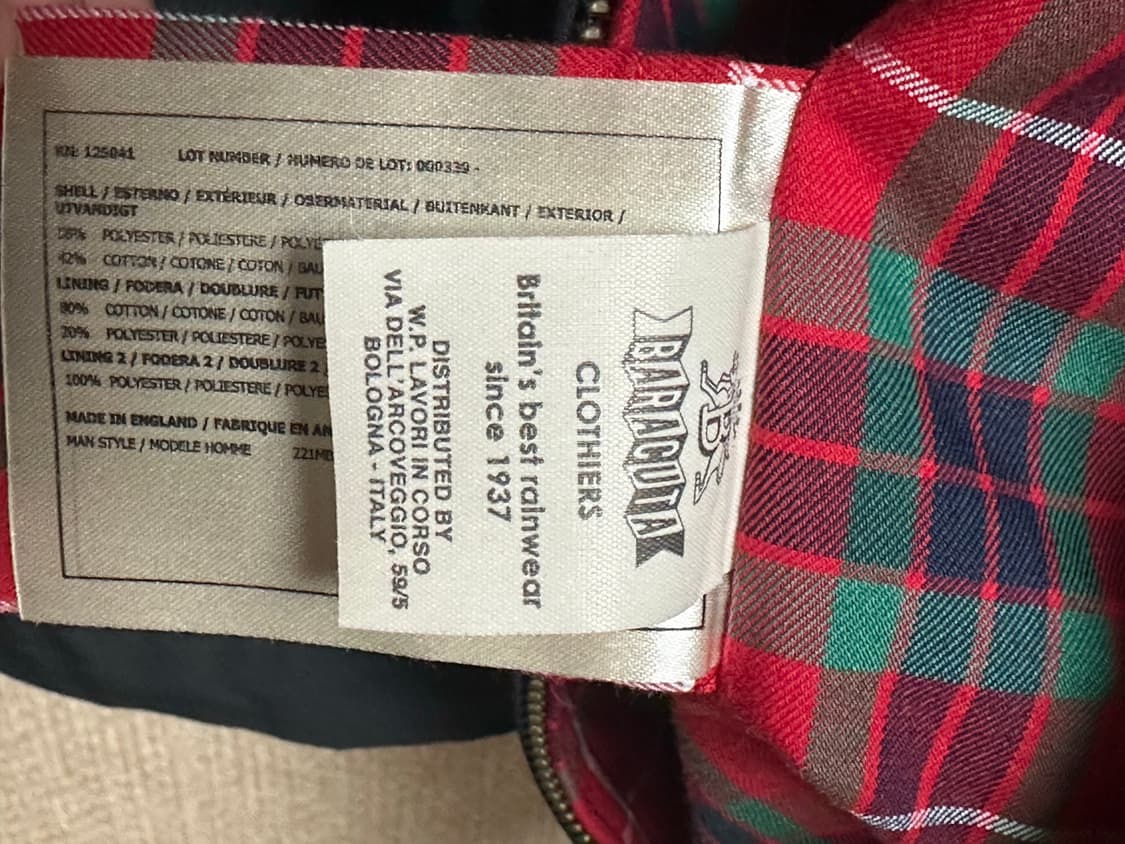 RN: 125041 LOT NUMBER / NUMERO DE LOT: 000339 -
SHELL / ESTERNO / EXTÉRIEUR / OBERMATERIAL / BUITENKANT / EXTERIOR /
UTVANDIGT
58% POLYESTER / POLIESTERE / POLYE
42% COTTON / COTONE / COTON / BAU
LINING / FODERA / DOUBLURE / FUT
80% COTTON / COTONE / COTON / BAU
20% POLYESTER / POLIESTERE / POLYE
LINING 2 / FODERA 2 / DOUBLURE 2
100% POLYESTER / POLIESTERE / POLYE
MADE IN ENGLAND / FABRIQUE EN AN
MAN STYLE / MODELE HOMME
BARACUTA
CLOTHIERS
Britain's best rainwear
since 1937
DISTRIBUTED BY
W.P. LAVORI IN CORSO
VIA DELL'ARCOVEGGIO, 59/5
BOLOGNA - ITALY